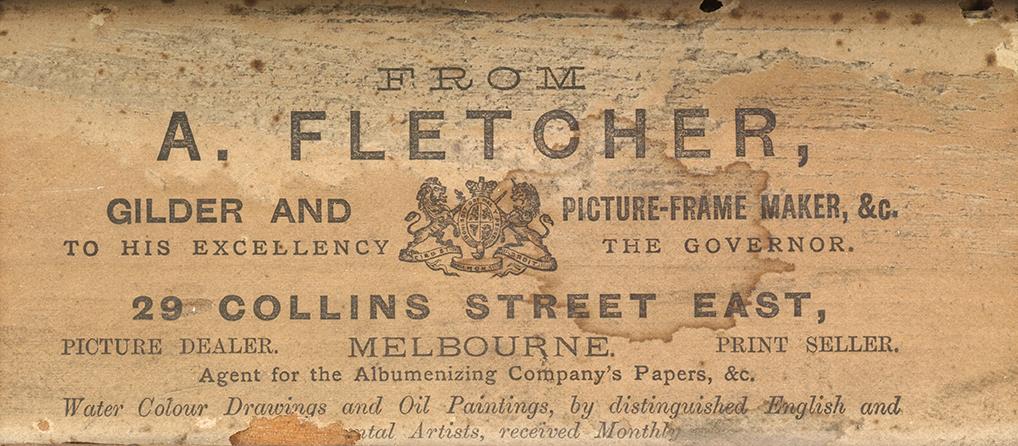 FROM
A. FLETCHER,
GILDER AND PICTURE-FRAME MAKER, &c.
TO HIS EXCELLENCY THE GOVERNOR.
29 COLLINS STREET EAST,
PICTURE DEALER. MELBOURNE. PRINT SELLER.
Agent for the Albumenizing Company's Papers, &c.
Water Colour Drawings and Oil Paintings, by distinguished English and
Artists, received Monthly